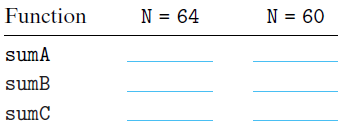 Function N = 64 N = 60
sumA
sumB
sumC